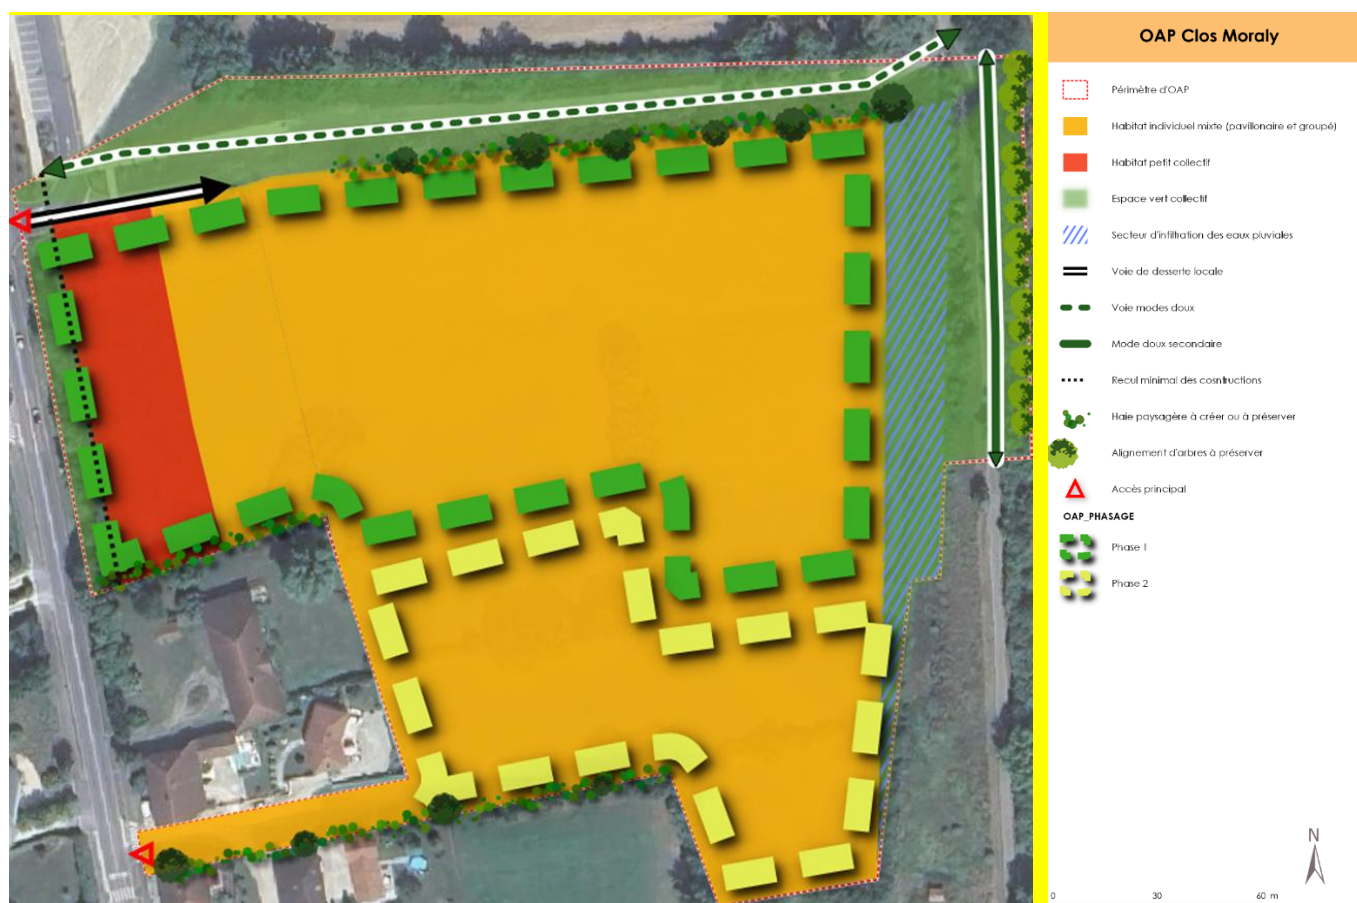 OAP Clos Moraly
Périmètre d'OAP
Habitat individuel mixte (pavillonaire et groupé)
Habitat petit collectif
Espace vert collectif
Secteur d'infiltration des eaux pluviales
Voie de desserte locale
Voie modes doux
Mode doux secondaire
Recul minimal des cosntructions
Haie paysagère à créer ou à préserver
Alignement d'arbres à préserver
Accès principal
OAP_PHASAGE
Phase 1
Phase 2
N
0 30 60 m